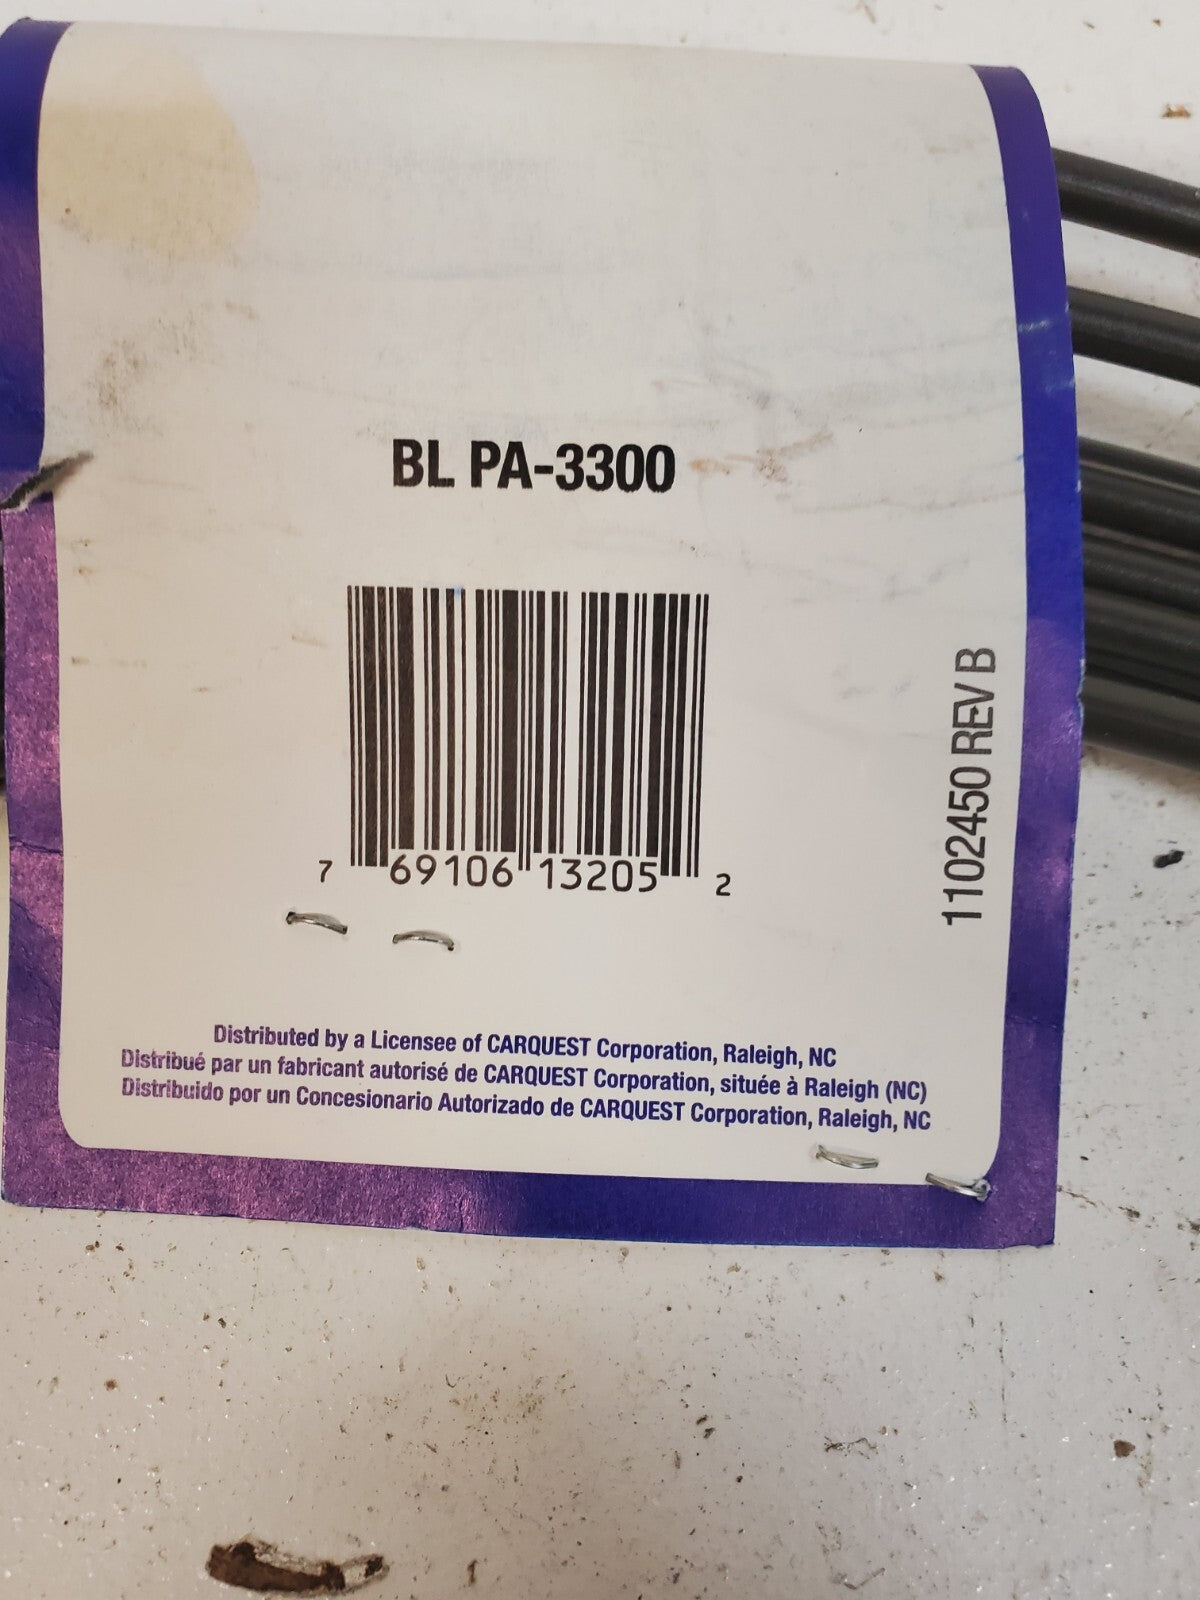 BL PA-3300
7 69106 13205 2
1102450 REV B
Distributed by a Licensee of CARQUEST Corporation, Raleigh, NC
Distribué par un fabricant autorisé de CARQUEST Corporation, située à Raleigh (NC)
Distribuido por un Concesionario Autorizado de CARQUEST Corporation, Raleigh, NC